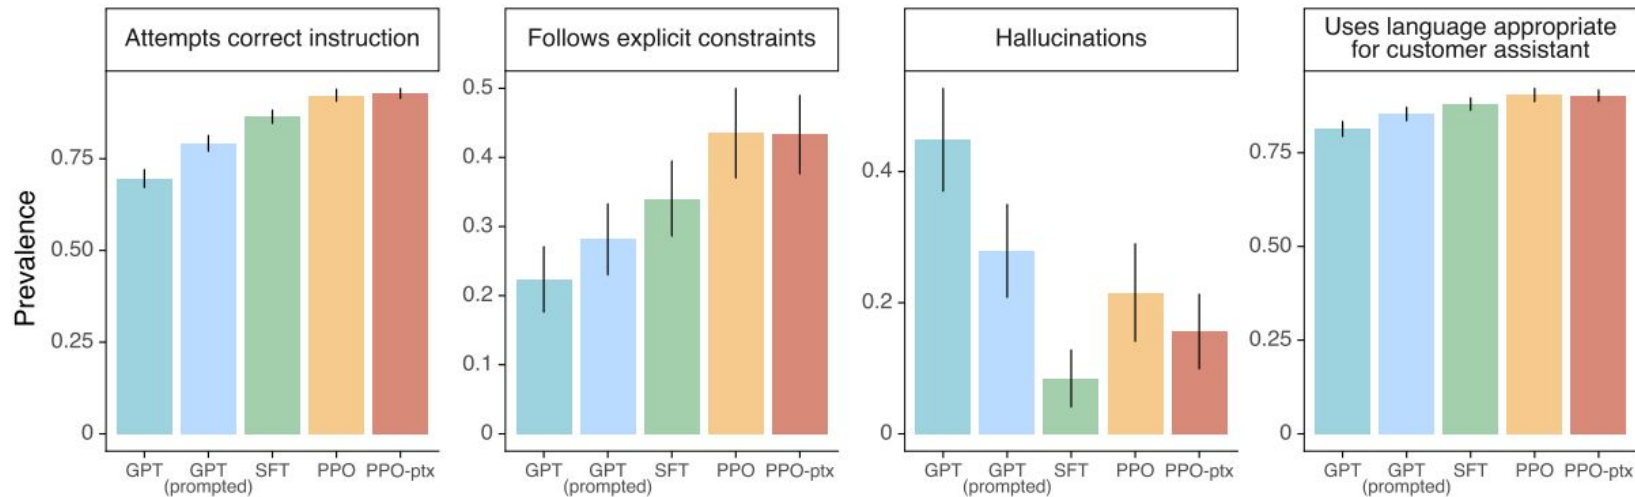 Attempts correct instruction
Follows explicit constraints
Hallucinations
Uses language appropriate
for customer assistant
Prevalence
0.75
0.50
0.25
0
GPT
GPT
(prompted)
SFT
PPO
PPO-ptx
0.5
0.4
0.3
0.2
0.1
0
GPT
GPT
(prompted)
SFT
PPO
PPO-ptx
0.4
0.2
0
GPT
GPT
(prompted)
SFT
PPO
PPO-ptx
0.75
0.50
0.25
0
GPT
GPT
(prompted)
SFT
PPO
PPO-ptx